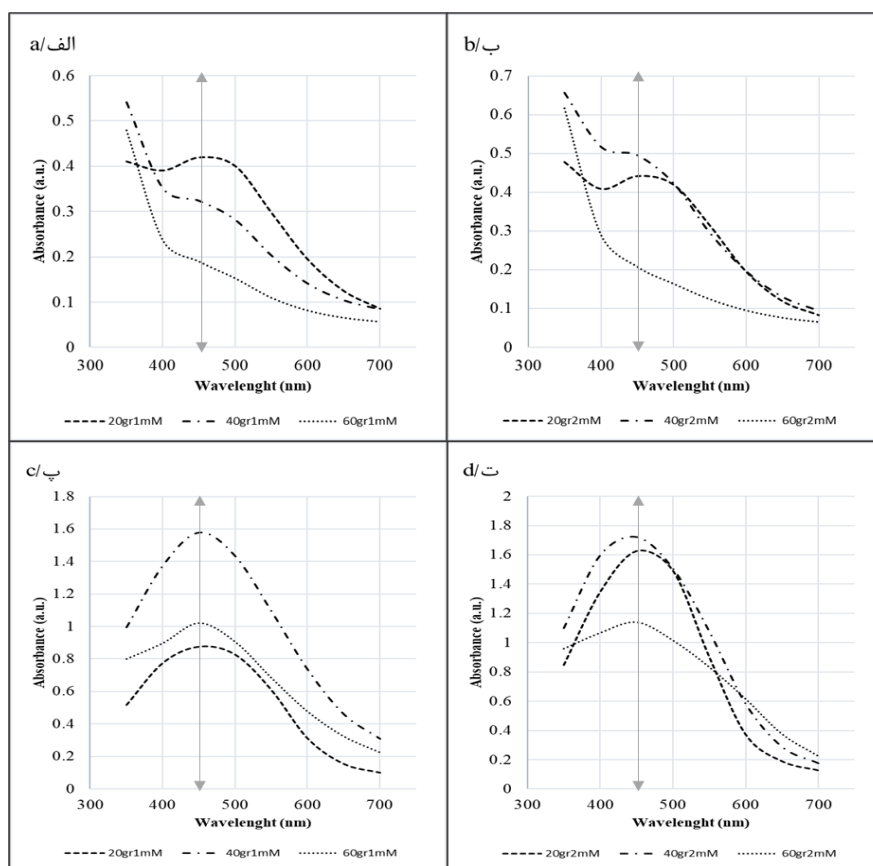 a/الف
0.6
0.5
0.4
0.3
0.2
0.1
0
Absorbance (a.u.)
300 400 500 600 700
Wavelenght (nm)
20gr1mM 40gr1mM 60gr1mM
b/ب
0.7
0.6
0.5
0.4
0.3
0.2
0.1
0
Absorbance (a.u.)
300 400 500 600 700
Wavelenght (nm)
20gr2mM 40gr2mM 60gr2mM
c/پ
1.8
1.6
1.4
1.2
1
0.8
0.6
0.4
0.2
0
Absorbance (a.u.)
300 400 500 600 700
Wavelenght (nm)
20gr1mM 40gr1mM 60gr1mM
d/ت
2
1.8
1.6
1.4
1.2
1
0.8
0.6
0.4
0.2
0
Absorbance (a.u.)
300 400 500 600 700
Wavelenght (nm)
20gr2mM 40gr2mM 60gr2mM